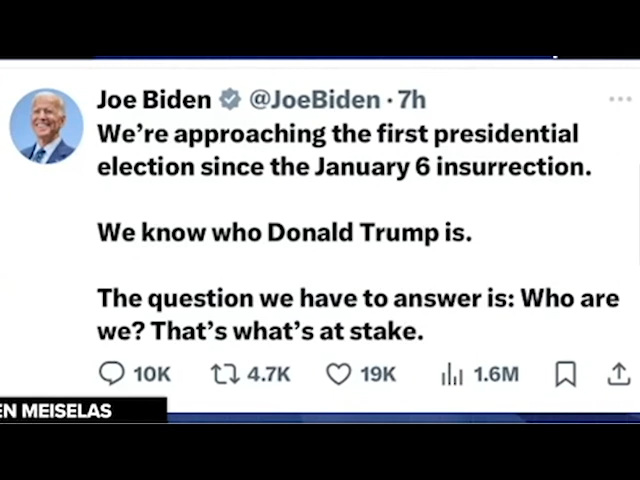 Joe Biden @JoeBiden · 7h
We're approaching the first presidential
election since the January 6 insurrection.
We know who Donald Trump is.
The question we have to answer is: Who are
we? That's what's at stake.
10K 4.7K 19K 1.6M
EN MEISELAS